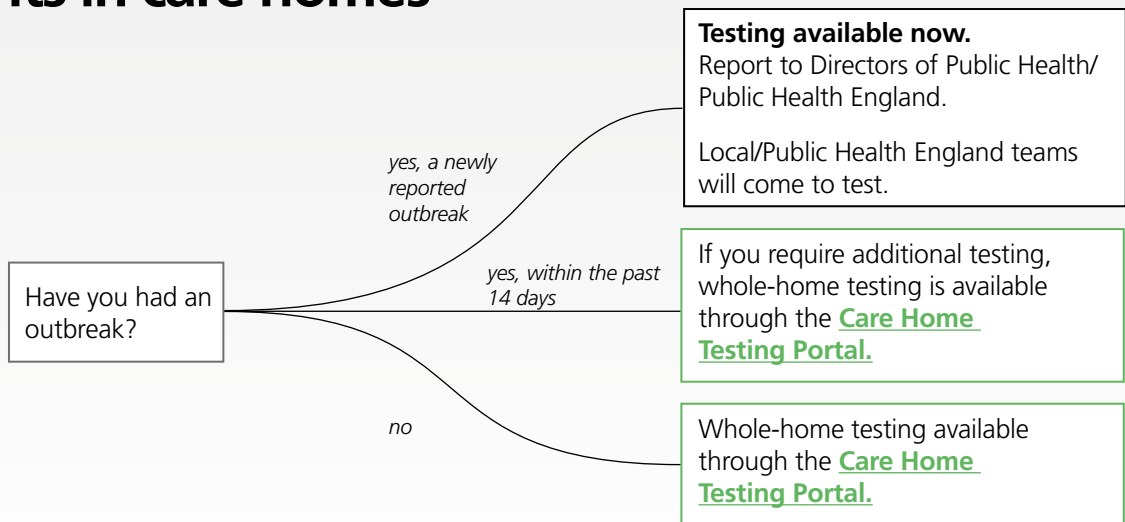 in care homes
Testing available now.
Report to Directors of Public Health/
Public Health England.
Local/Public Health England teams
will come to test.
yes, a newly
reported
outbreak
Have you had an
outbreak?
yes, within the past
14 days
If you require additional testing,
whole-home testing is available
through the Care Home
Testing Portal.
no
Whole-home testing available
through the Care Home
Testing Portal.